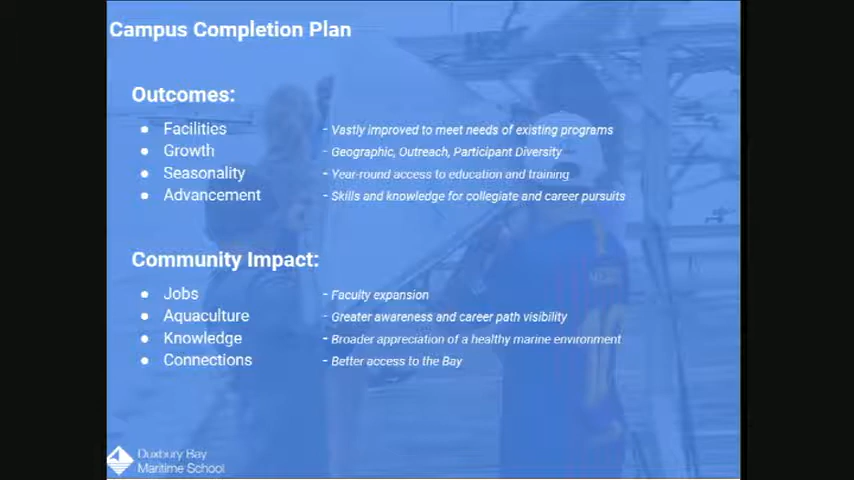 Campus Completion Plan
Outcomes:
● Facilities - Vastly improved to meet needs of existing programs
● Growth - Geographic, Outreach, Participant Diversity
● Seasonality - Year-round access to education and training
● Advancement - Skills and knowledge for collegiate and career pursuits
Community Impact:
● Jobs - Faculty expansion
● Aquaculture - Greater awareness and career path visibility
● Knowledge - Broader appreciation of a healthy marine environment
● Connections - Better access to the Bay
Duxbury Bay
Maritime School